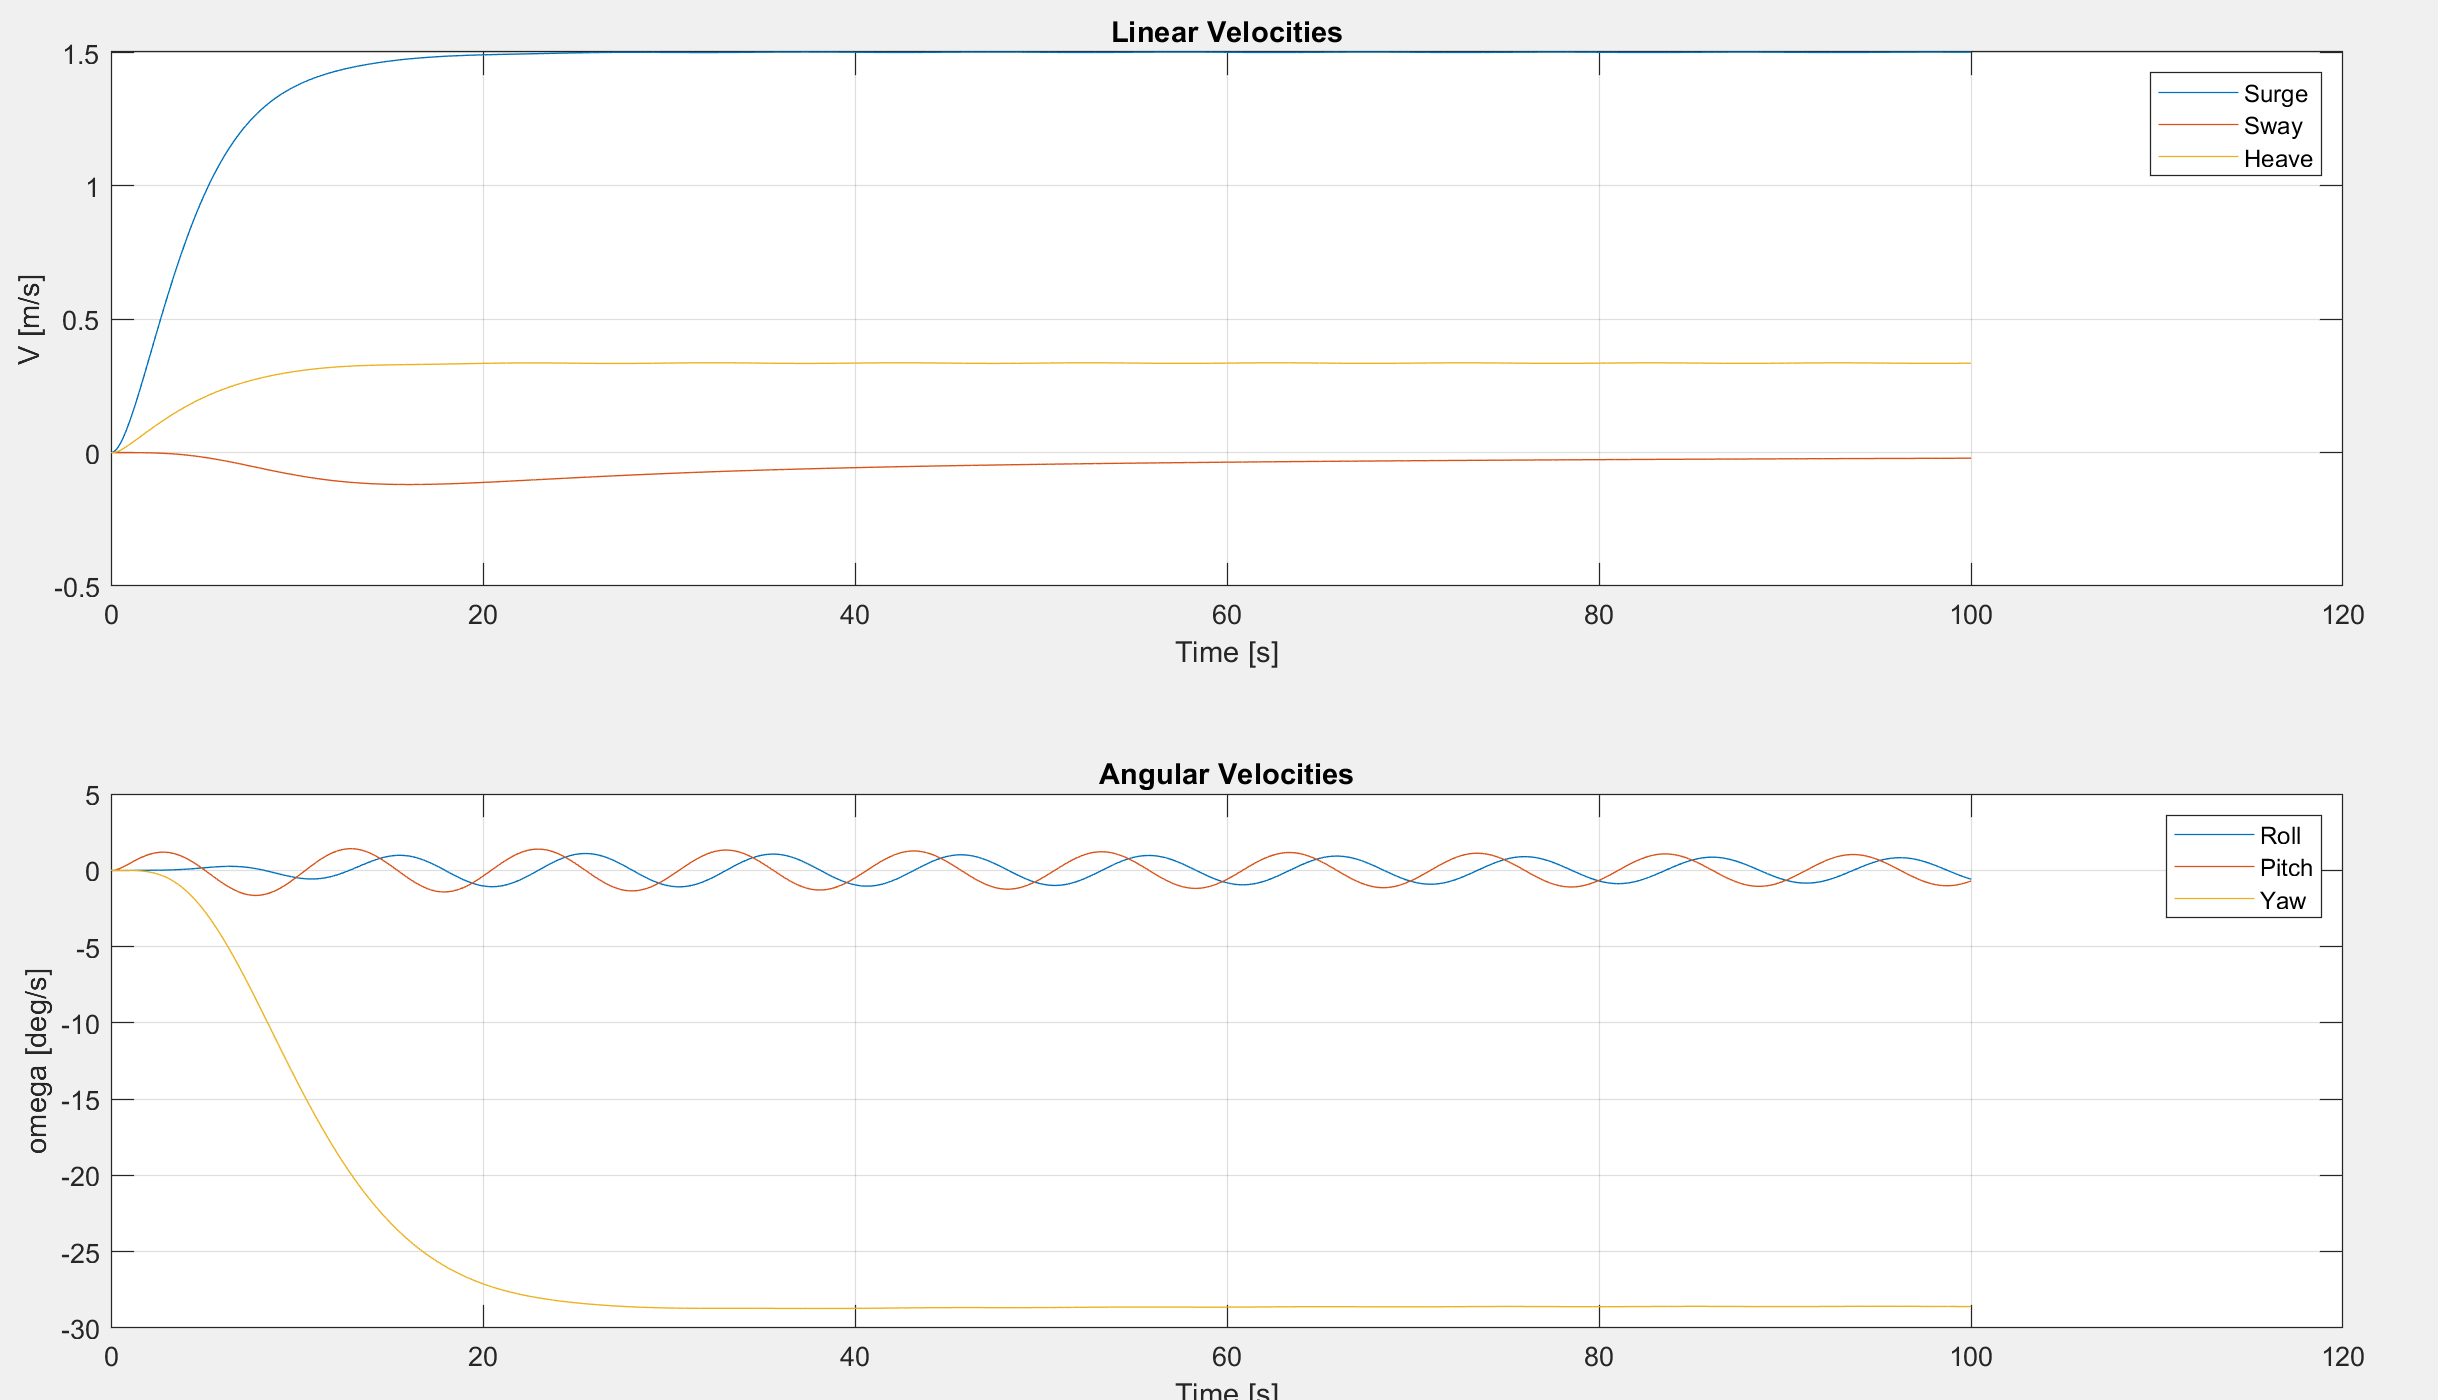 Linear Velocities
1.5
1
0.5
0
-0.5
V [m/s]
Surge
Sway
Heave
0 20 40 60 80 100 120
Time [s]
Angular Velocities
5
0
-5
-10
-15
-20
-25
-30
omega [deg/s]
Roll
Pitch
Yaw
0 20 40 60 80 100 120
Time [s]